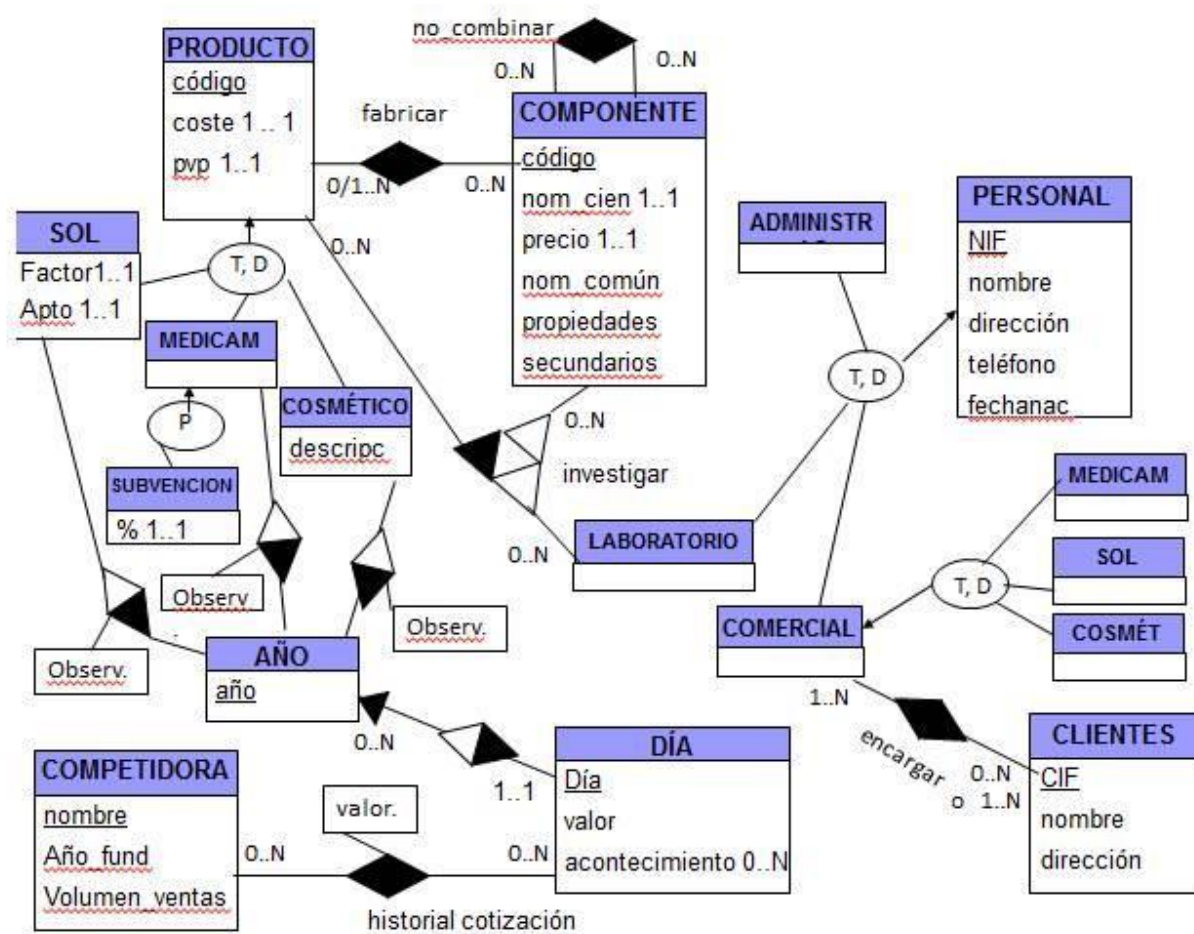 no_combinar
0..N
0..N
PRODUCTO
código
coste 1 .. 1
pvp 1..1
fabricar
0/1..N
0..N
COMPONENTE
código
nom_cien 1..1
precio 1..1
nom_común
propiedades
secundarios
SOL
Factor1..1
Apto 1..1
T, D
0..N
MEDICAM
COSMÉTICO
descripc
P
SUBVENCION
% 1..1
0..N
investigar
0..N
LABORATORIO
ADMINISTR
PERSONAL
NIF
nombre
dirección
teléfono
fechanac
T, D
MEDICAM
SOL
COSMÉT
T, D
COMERCIAL
1..N
encargar
0..N
o 1..N
CLIENTES
CIF
nombre
dirección
Observ
Observ.
Observ.
AÑO
año
0..N
1..1
DÍA
Día
valor
acontecimiento 0..N
COMPETIDORA
nombre
Año_fund
Volumen_ventas
0..N
valor.
0..N
historial cotización